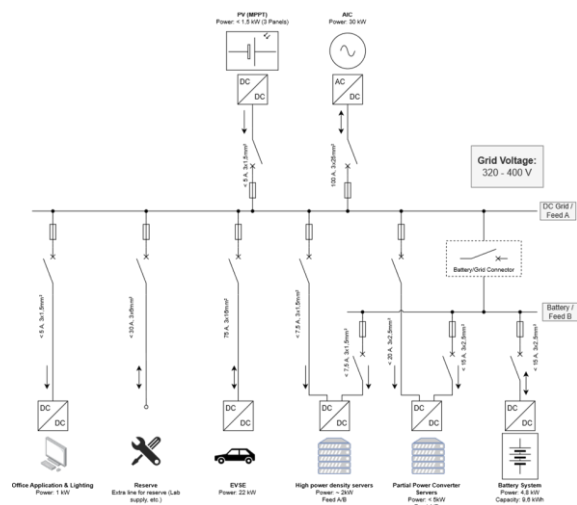 PV (MPPT)
Power: < 1,5 kW (3 Panels)
AIC
Power: 30 kW
DC
DC
AC
DC
< 5 A, 3x1,5mm²
100 A, 3x25mm²
Grid Voltage:
320 - 400 V
DC Grid /
Feed A
Battery/Grid Connector
Battery /
Feed B
< 5 A, 3x1,5mm²
< 30 A, 3x6mm²
75 A, 3x16mm²
< 7,5 A, 3x1,5mm²
< 7,5 A, 3x1,5mm²
< 20 A, 3x2,5mm²
< 15 A, 3x2,5mm²
< 15 A, 3x2,5mm²
DC
DC
DC
DC
DC
DC
DC
DC
DC
DC
Office Application & Lighting
Power: 1 kW
Reserve
Extra line for reserve (Lab
supply, etc.)
EVSE
Power: 22 kW
High power density servers
Power: ~ 2kW
Feed A/B
Partial Power Converter
Servers
Power: < 5kW
Battery System
Power: 4,6 kW
Capacity: 9,6 kWh